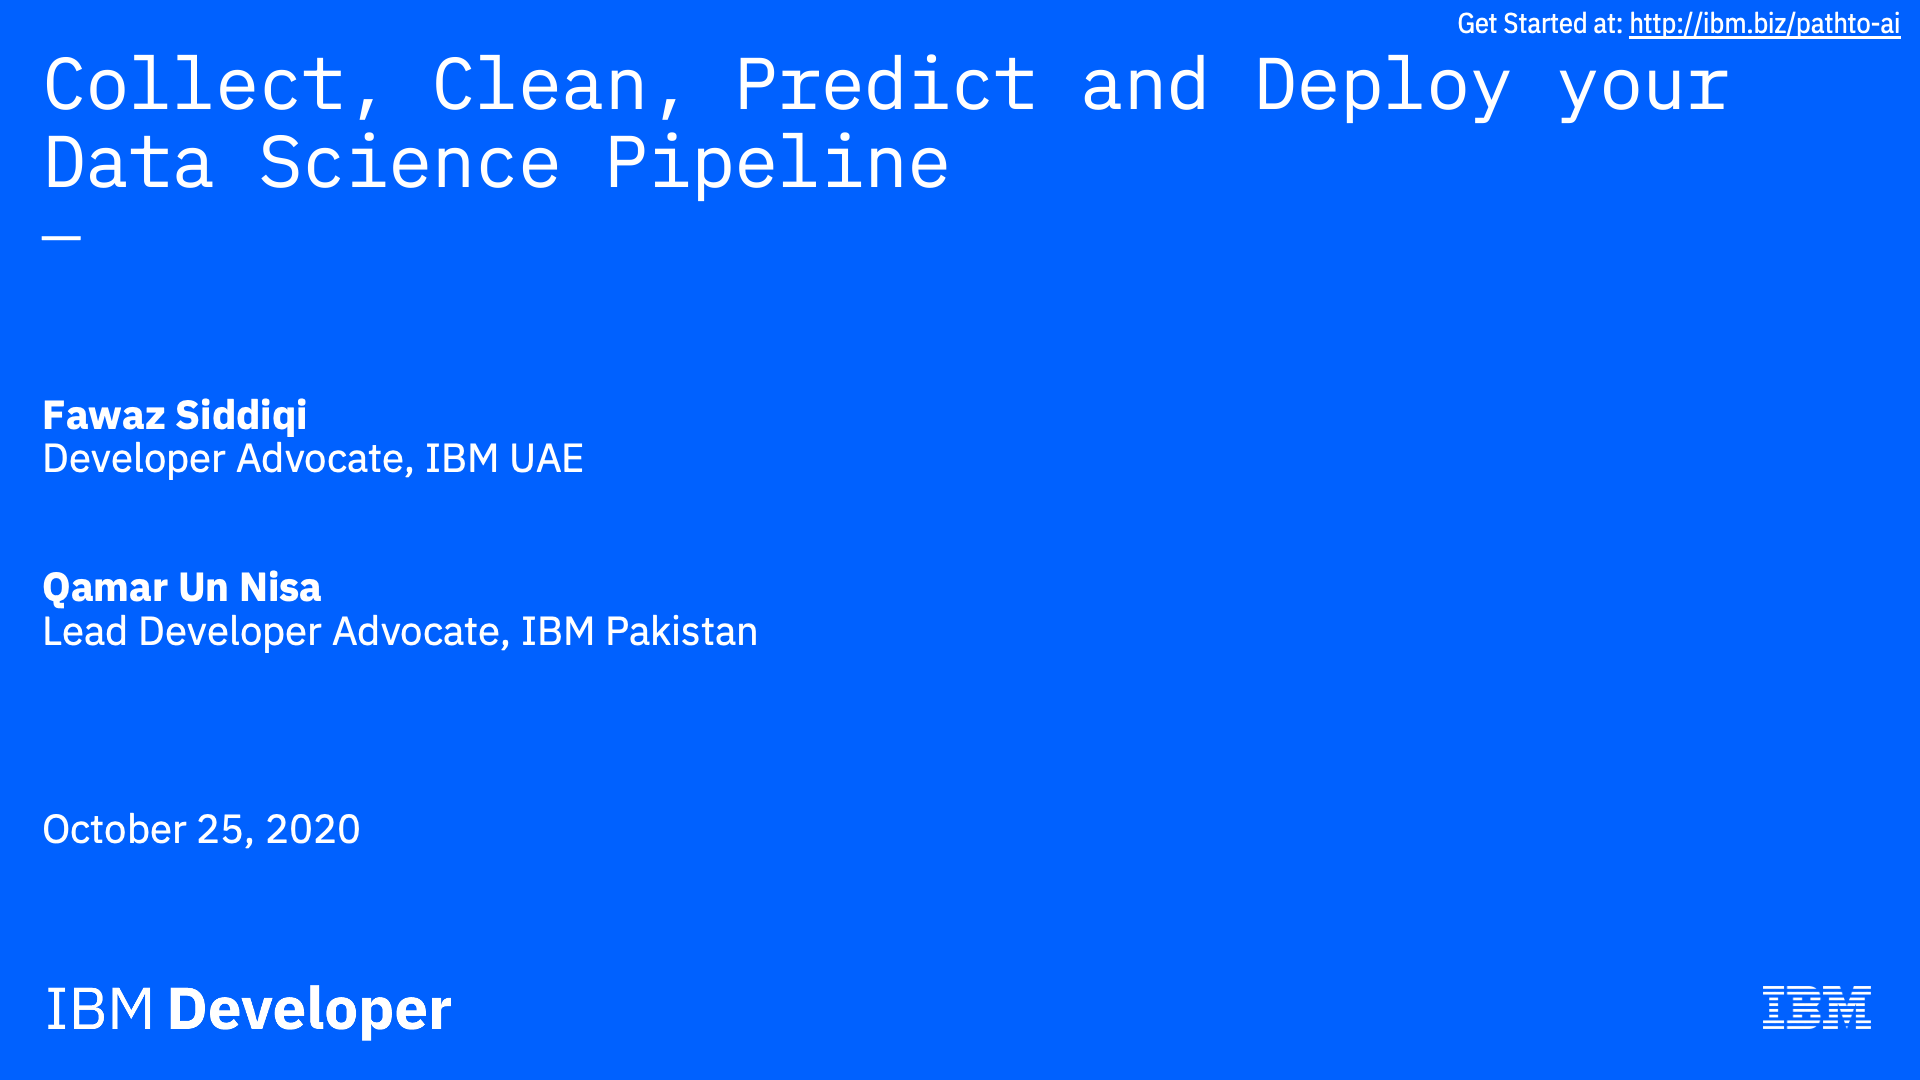 Get Started at: http://ibm.biz/pathto-ai
Collect, Clean, Predict and Deploy your
Data Science Pipeline
—
Fawaz Siddiqi
Developer Advocate, IBM UAE
Qamar Un Nisa
Lead Developer Advocate, IBM Pakistan
October 25, 2020
IBM Developer
IBM